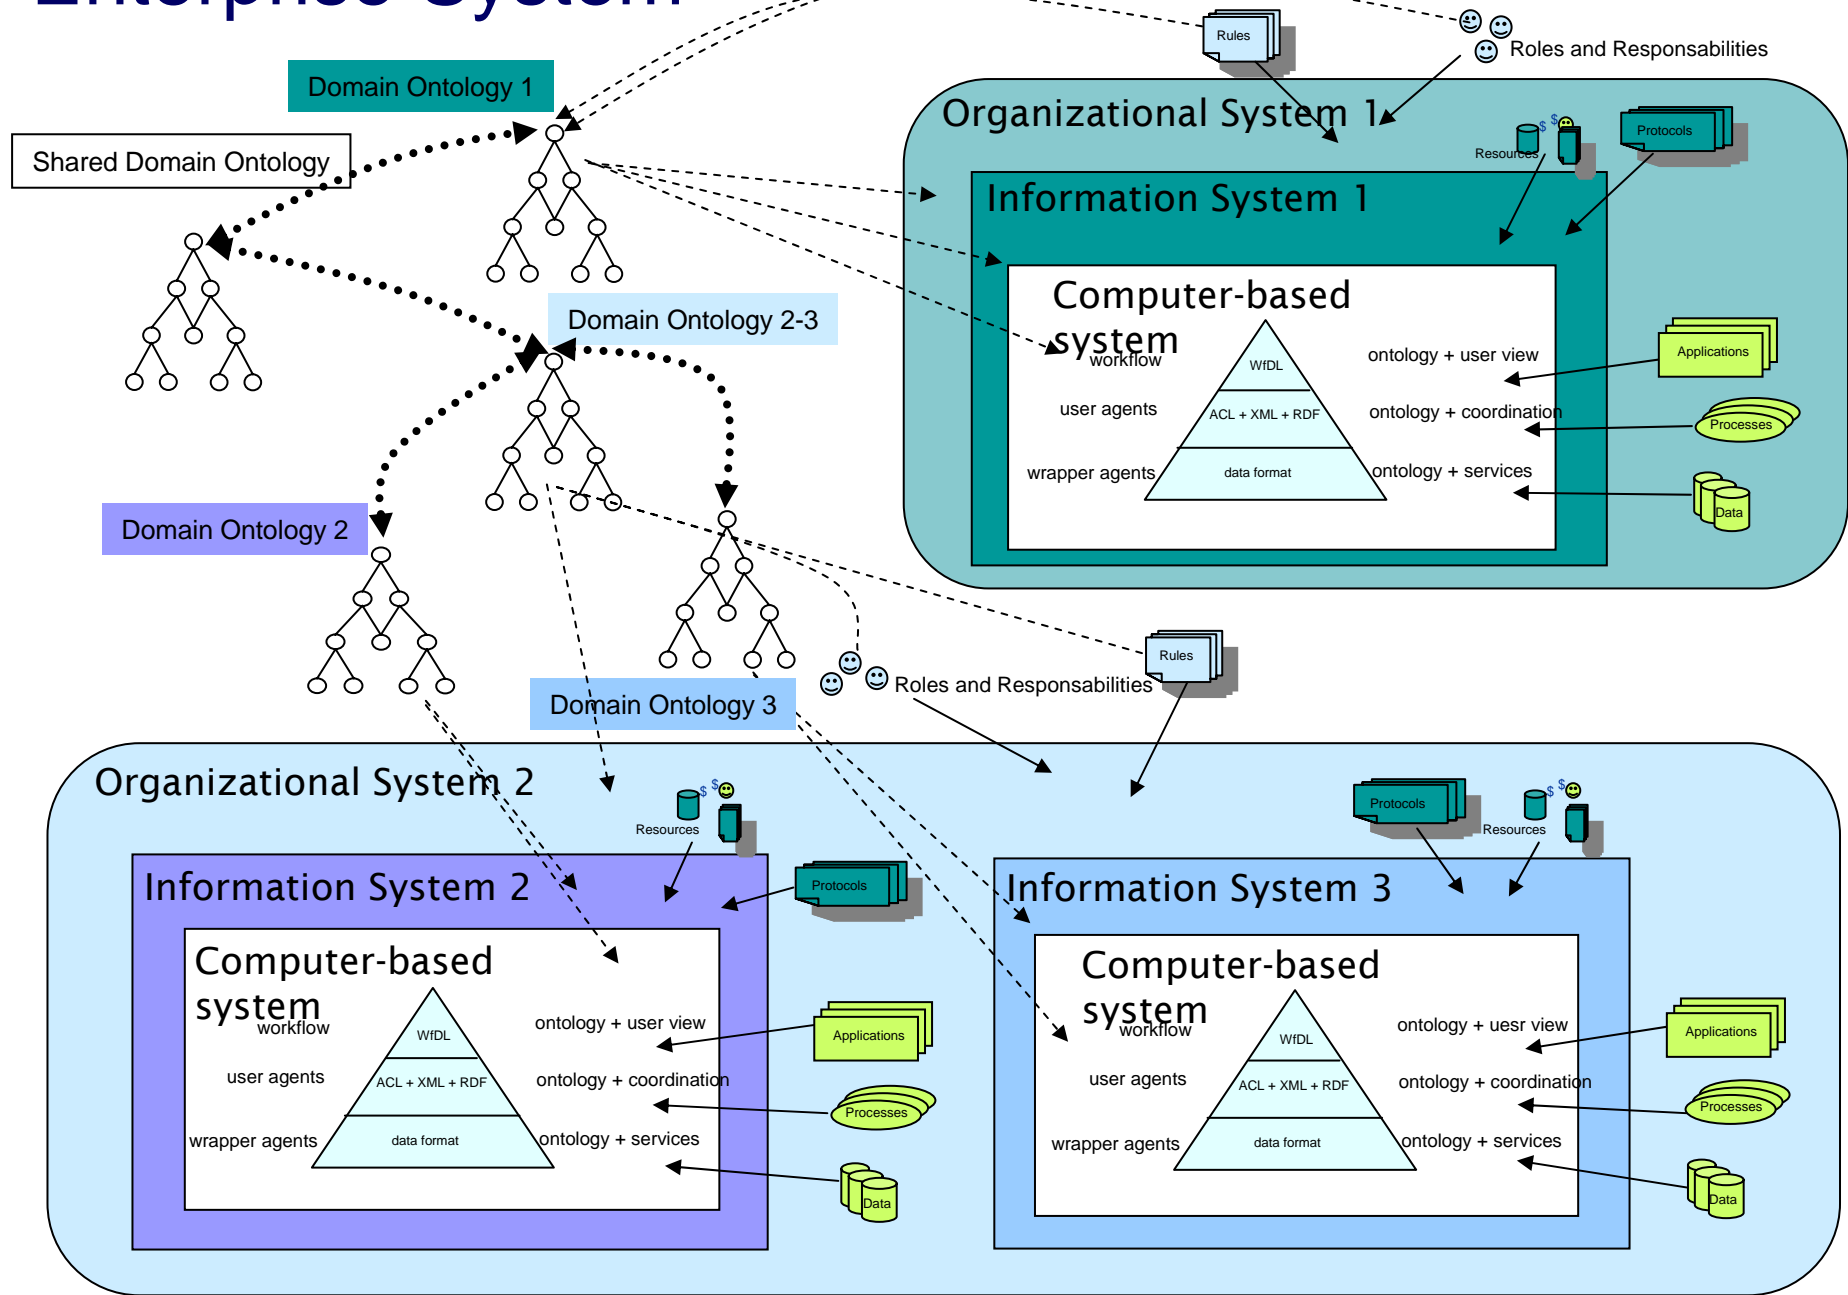 Enterprise System
Rules
Roles and Responsabilities
Domain Ontology 1
Organizational System 1
$ $
Protocols
Resources
Shared Domain Ontology
Information System 1
Computer-based
system
Domain Ontology 2-3
workflow
WfDL
ontology + user view
Applications
user agents
ACL + XML + RDF
ontology + coordination
Processes
wrapper agents
data format
ontology + services
Data
Domain Ontology 2
Rules
Roles and Responsabilities
Domain Ontology 3
Organizational System 2
$ $
Resources
Protocols
$ $
Resources
Information System 2
Protocols
Information System 3
Computer-based
system
workflow
WfDL
ontology + user view
Applications
user agents
ACL + XML + RDF
ontology + coordination
Processes
wrapper agents
data format
ontology + services
Data
Computer-based
system
workflow
WfDL
ontology + uesr view
Applications
user agents
ACL + XML + RDF
ontology + coordination
Processes
wrapper agents
data format
ontology + services
Data